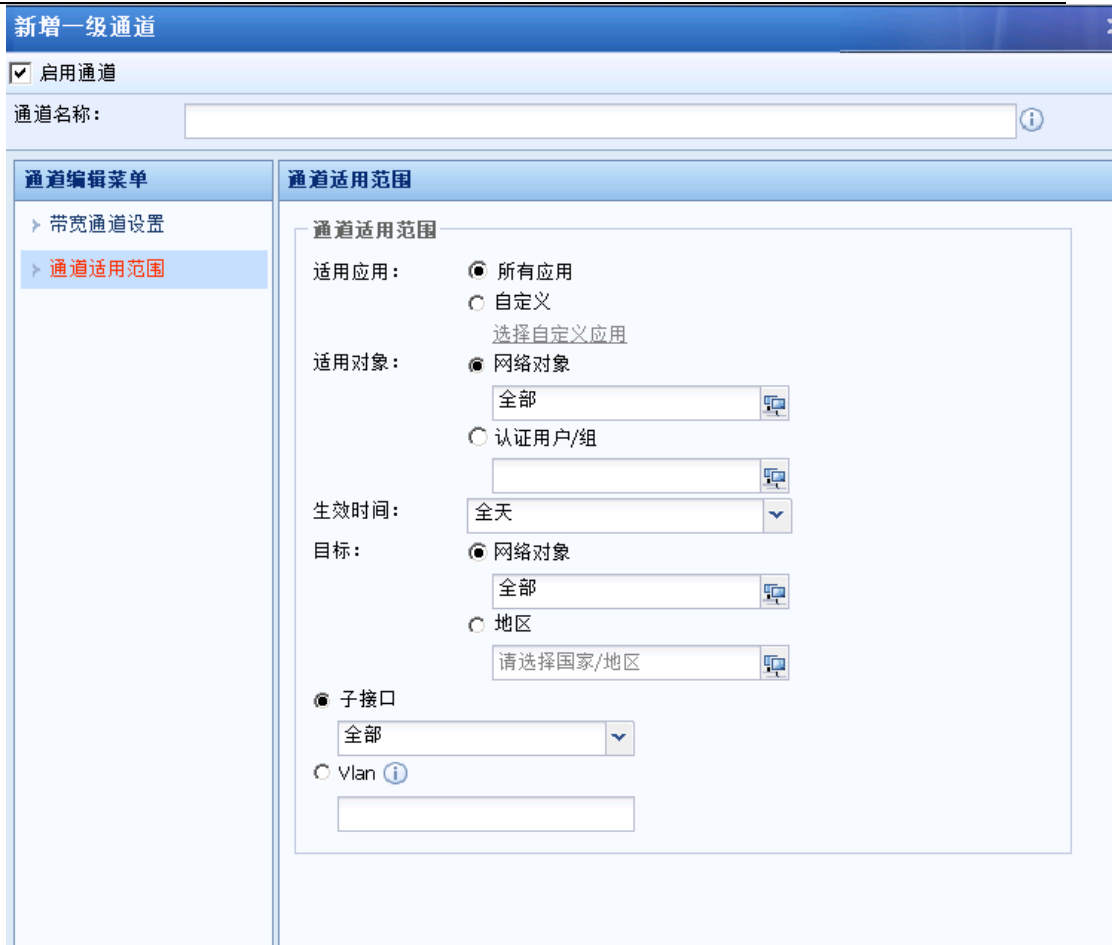 新增一级通道
启用通道
通道名称：
通道编辑菜单
带宽通道设置
通道适用范围
通道适用范围
通道适用范围
适用应用：
所有应用
自定义
选择自定义应用
适用对象：
网络对象
全部
认证用户/组
生效时间：
全天
目标：
网络对象
全部
地区
请选择国家/地区
子接口
全部
Vlan